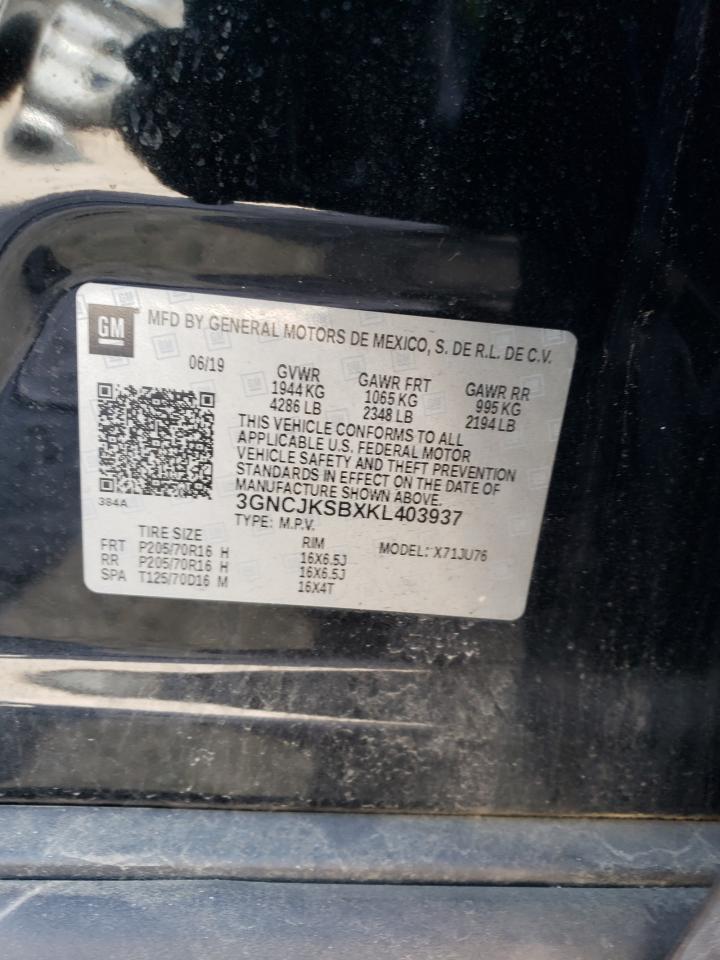 GM
MFD BY GENERAL MOTORS DE MEXICO, S. DE R.L. DE C.V.
06/19 GVWR GAWR FRT GAWR RR
1944 KG 1065 KG 995 KG
4286 LB 2348 LB 2194 LB
THIS VEHICLE CONFORMS TO ALL
APPLICABLE U.S. FEDERAL MOTOR
VEHICLE SAFETY AND THEFT PREVENTION
STANDARDS IN EFFECT ON THE DATE OF
MANUFACTURE SHOWN ABOVE.
384A
3GNCJKSBXKL403937
TYPE: M.P.V.
TIRE SIZE RIM MODEL: X71JU76
FRT P205/70R16 H 16X6.5J
RR P205/70R16 H 16X6.5J
SPA T125/70D16 M 16X4T